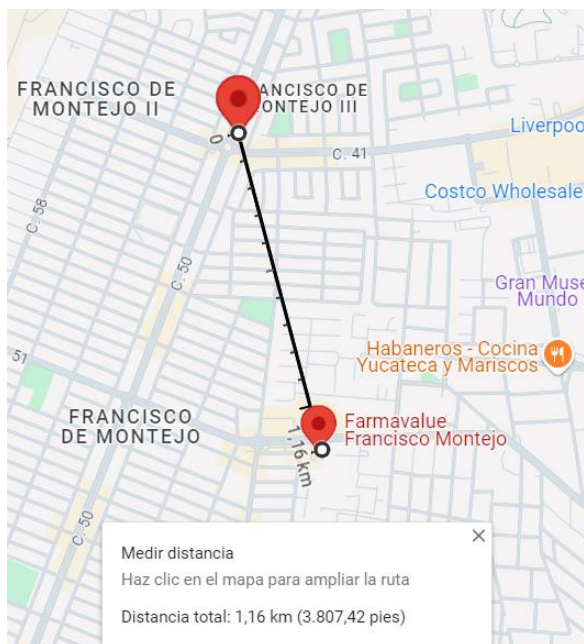 FRANCISCO DE
MONTEJO II
ANCISCO DE
ONTEJO III
0
Liverpoo
C. 41
Costco Wholesale
C. 58
C. 50
Gran Muse
Mundo
51
Habaneros - Cocina
Yucateca y Mariscos
FRANCISCO
DE MONTEJO
Farmavalue
Francisco Montejo
1,16 km
C. 50
Medir distancia
Haz clic en el mapa para ampliar la ruta
Distancia total: 1,16 km (3.807,42 pies)